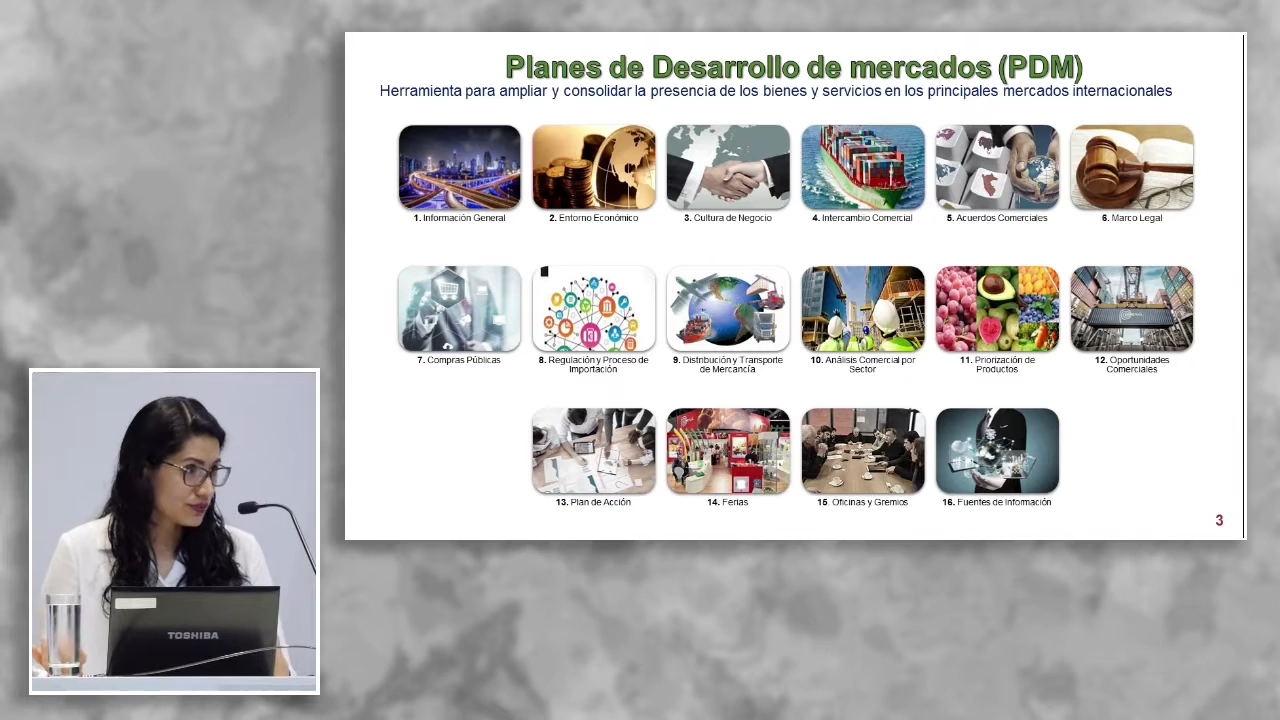 Planes de Desarrollo de mercados (PDM)
Herramienta para ampliar y consolidar la presencia de los bienes y servicios en los principales mercados internacionales
1. Información General
2. Entorno Económico
3. Cultura de Negocio
4. Intercambio Comercial
5. Acuerdos Comerciales
6. Marco Legal
7. Compras Públicas
8. Regulación y Proceso de
Importación
9. Distribución y Transporte
de Mercancía
10. Análisis Comercial por
Sector
11. Priorización de
Productos
12. Oportunidades
Comerciales
13. Plan de Acción
14. Ferias
15. Oficinas y Gremios
16. Fuentes de Información
3
TOSHIBA